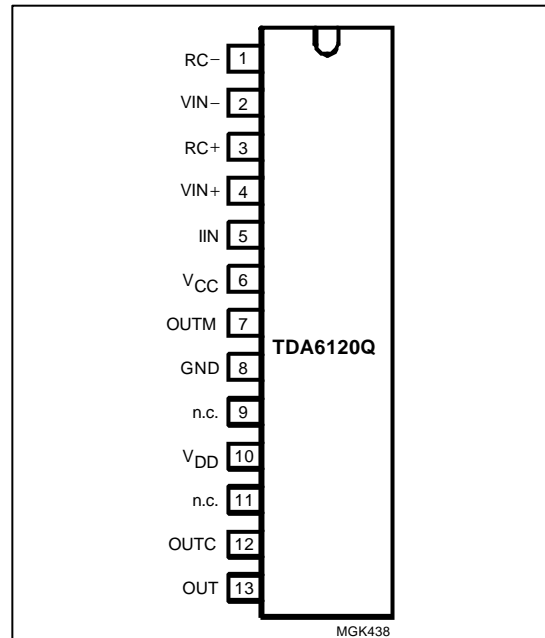 RC− 1
VIN− 2
RC+ 3
VIN+ 4
IIN 5
VCC 6
OUTM 7
TDA6120Q
GND 8
n.c. 9
VDD 10
n.c. 11
OUTC 12
OUT 13
MGK438